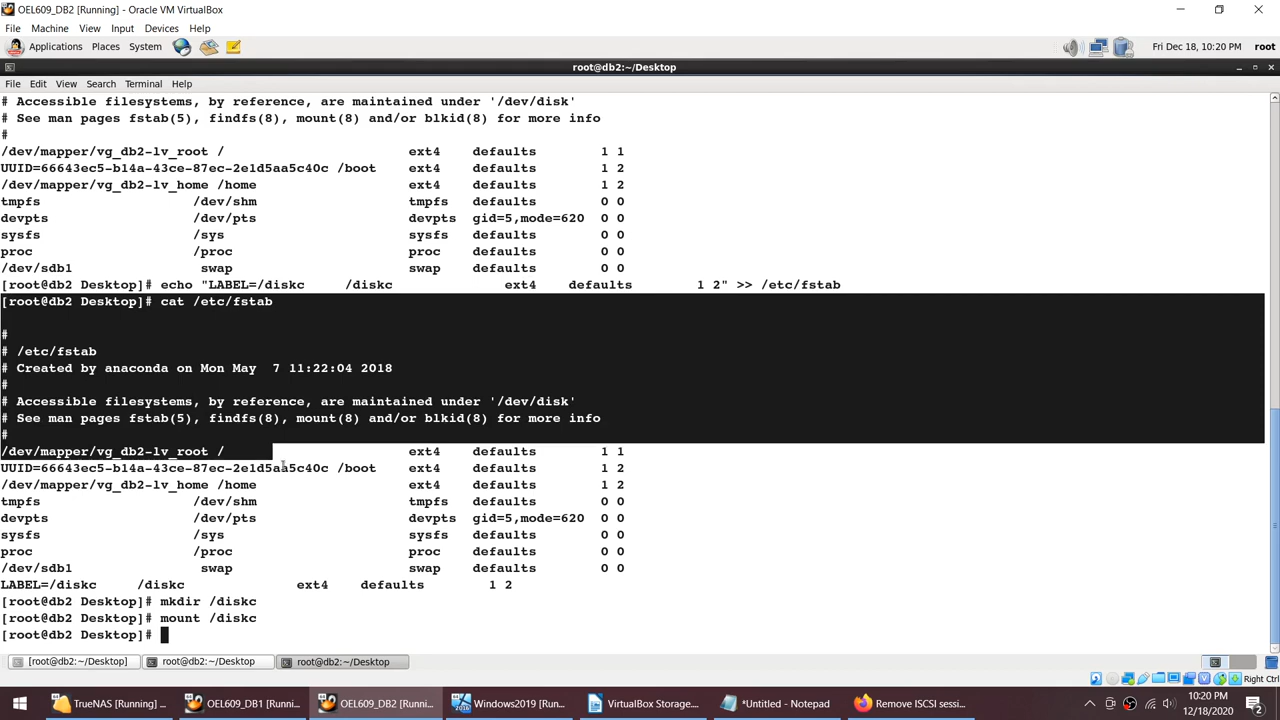 OEL609_DB2 [Running] - Oracle VM VirtualBox
File Machine View Input Devices Help
Applications Places System Fri Dec 18, 10:20 PM root
root@db2:~/Desktop
File Edit View Search Terminal Help
# Accessible filesystems, by reference, are maintained under '/dev/disk'
# See man pages fstab(5), findfs(8), mount(8) and/or blkid(8) for more info
#
/dev/mapper/vg_db2-lv_root / ext4 defaults 1 1
UUID=66643ec5-b14a-43ce-87ec-2e1d5aa5c40c /boot ext4 defaults 1 2
/dev/mapper/vg_db2-lv_home /home ext4 defaults 1 2
tmpfs /dev/shm tmpfs defaults 0 0
devpts /dev/pts devpts gid=5,mode=620 0 0
sysfs /sys sysfs defaults 0 0
proc /proc proc defaults 0 0
/dev/sdb1 swap swap defaults 0 0
[root@db2 Desktop]# echo "LABEL=/diskc /diskc ext4 defaults 1 2" >> /etc/fstab
[root@db2 Desktop]# cat /etc/fstab
#
# /etc/fstab
# Created by anaconda on Mon May 7 11:22:04 2018
#
# Accessible filesystems, by reference, are maintained under '/dev/disk'
# See man pages fstab(5), findfs(8), mount(8) and/or blkid(8) for more info
#
/dev/mapper/vg_db2-lv_root / ext4 defaults 1 1
UUID=66643ec5-b14a-43ce-87ec-2e1d5aa5c40c /boot ext4 defaults 1 2
/dev/mapper/vg_db2-lv_home /home ext4 defaults 1 2
tmpfs /dev/shm tmpfs defaults 0 0
devpts /dev/pts devpts gid=5,mode=620 0 0
sysfs /sys sysfs defaults 0 0
proc /proc proc defaults 0 0
/dev/sdb1 swap swap defaults 0 0
LABEL=/diskc /diskc ext4 defaults 1 2
[root@db2 Desktop]# mkdir /diskc
[root@db2 Desktop]# mount /diskc
[root@db2 Desktop]#
[root@db2:~/Desktop] root@db2:~/Desktop root@db2:~/Desktop
Right Ctrl
TrueNAS [Running] ... OEL609_DB1 [Runni... OEL609_DB2 [Runni... Windows2019 [Run... VirtualBox Storage.... *Untitled - Notepad Remove ISCSI sessi... 10:20 PM
12/18/2020
2